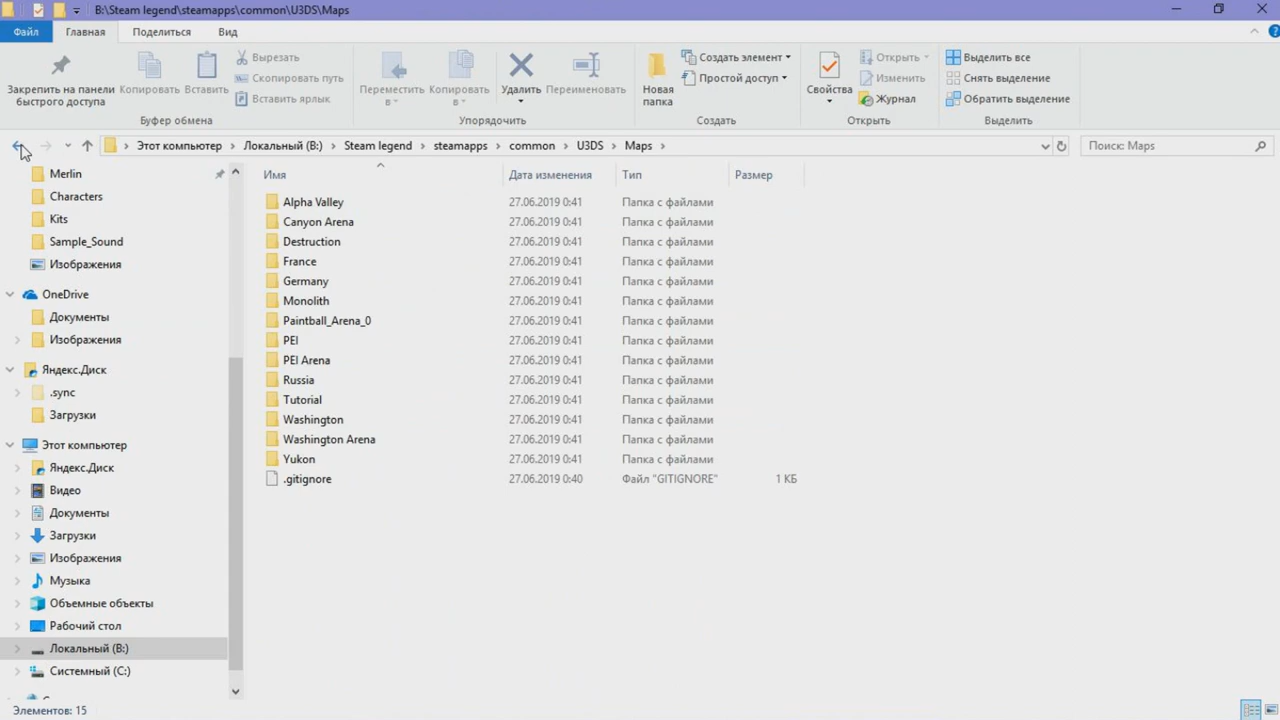 B:\Steam legend\steamapps\common\U3DS\Maps
Файл Главная Поделиться Вид
Закрепить на панели быстрого доступа
Копировать
Вставить
Вырезать
Скопировать путь
Вставить ярлык
Буфер обмена
Переместить в
Копировать в
Удалить
Переименовать
Упорядочить
Новая папка
Создать элемент
Простой доступ
Создать
Свойства
Открыть
Изменить
Журнал
Открыть
Выделить все
Снять выделение
Обратить выделение
Выделить
Этот компьютер Локальный (B:) Steam legend steamapps common U3DS Maps
Поиск: Maps
Merlin
Characters
Kits
Sample_Sound
Изображения
OneDrive
Документы
Изображения
Яндекс.Диск
.sync
Загрузки
Этот компьютер
Яндекс.Диск
Видео
Документы
Загрузки
Изображения
Музыка
Объемные объекты
Рабочий стол
Локальный (B:)
Системный (C:)
Имя Дата изменения Тип Размер
Alpha Valley 27.06.2019 0:41 Папка с файлами
Canyon Arena 27.06.2019 0:41 Папка с файлами
Destruction 27.06.2019 0:41 Папка с файлами
France 27.06.2019 0:41 Папка с файлами
Germany 27.06.2019 0:41 Папка с файлами
Monolith 27.06.2019 0:41 Папка с файлами
Paintball_Arena_0 27.06.2019 0:41 Папка с файлами
PEI 27.06.2019 0:41 Папка с файлами
PEI Arena 27.06.2019 0:41 Папка с файлами
Russia 27.06.2019 0:41 Папка с файлами
Tutorial 27.06.2019 0:41 Папка с файлами
Washington 27.06.2019 0:41 Папка с файлами
Washington Arena 27.06.2019 0:41 Папка с файлами
Yukon 27.06.2019 0:41 Папка с файлами
.gitignore 27.06.2019 0:40 Файл "GITIGNORE" 1 КБ
Элементов: 15